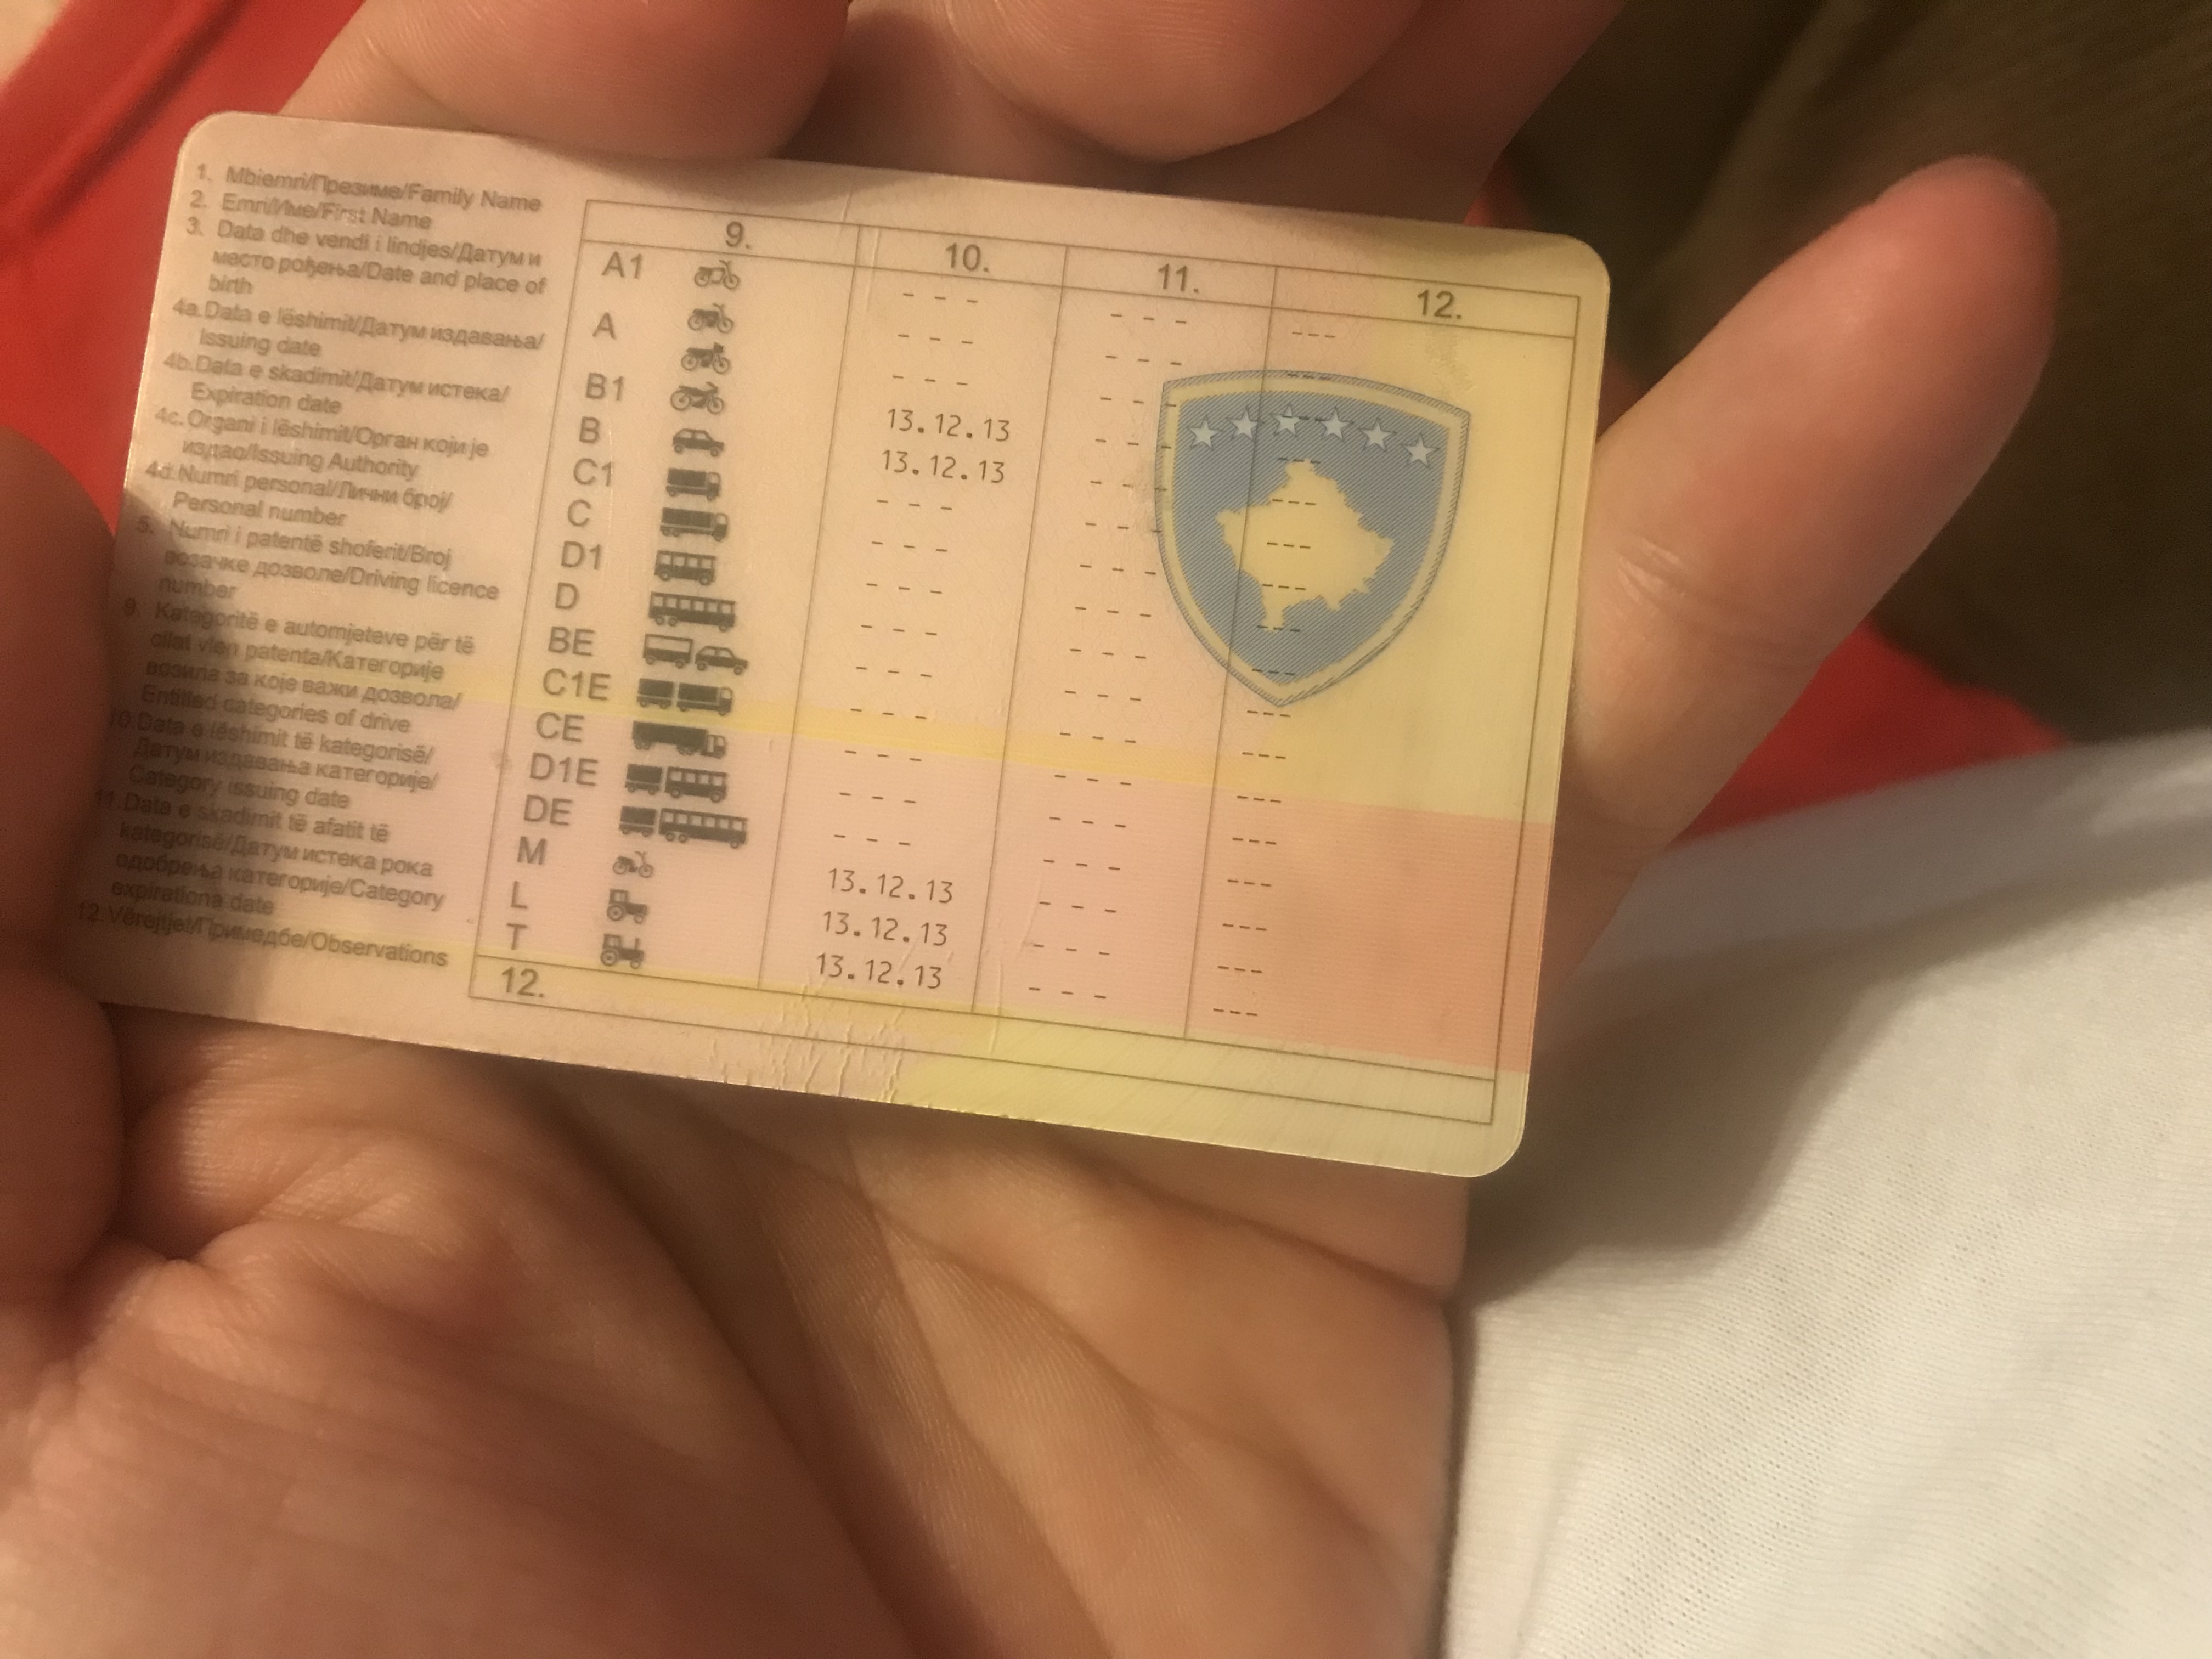 1. Mbiemri/Презиме/Family Name
2. Emri/Име/First Name
3. Data dhe vendi i lindjes/Датум и
место рођења/Date and place of
birth
4a. Data e lëshimit/Датум издавања/
Issuing date
4b. Data e skadimit/Датум истека/
Expiration date
4c. Organi i lëshimit/Орган који је
издао/Issuing Authority
4d. Numri personal/Лични број/
Personal number
5. Numri i patentë shoferit/Broj
возачке дозволе/Driving licence
number
9. Kategoritë e automjeteve për të
cilat vlen patenta/Категорије
возила за које важи дозвола/
Entitled categories of drive
10. Data e lëshimit të kategorisë/
Датум издавања категорије/
Category issuing date
11. Data e skadimit të afatit të
kategorisë/Датум истека рока
одобрења категорије/Category
expirationa date
12. Vërejtjet/Примедбе/Observations
9. 10. 11. 12.
A1 --- --- ---
A --- --- ---
--- --- ---
B1 13.12.13 --- ---
B 13.12.13 --- ---
C1 --- --- ---
C --- --- ---
D1 --- --- ---
D --- --- ---
BE --- --- ---
C1E --- --- ---
CE --- --- ---
D1E --- --- ---
DE --- --- ---
M 13.12.13 --- ---
L 13.12.13 --- ---
T 13.12.13 --- ---
12.